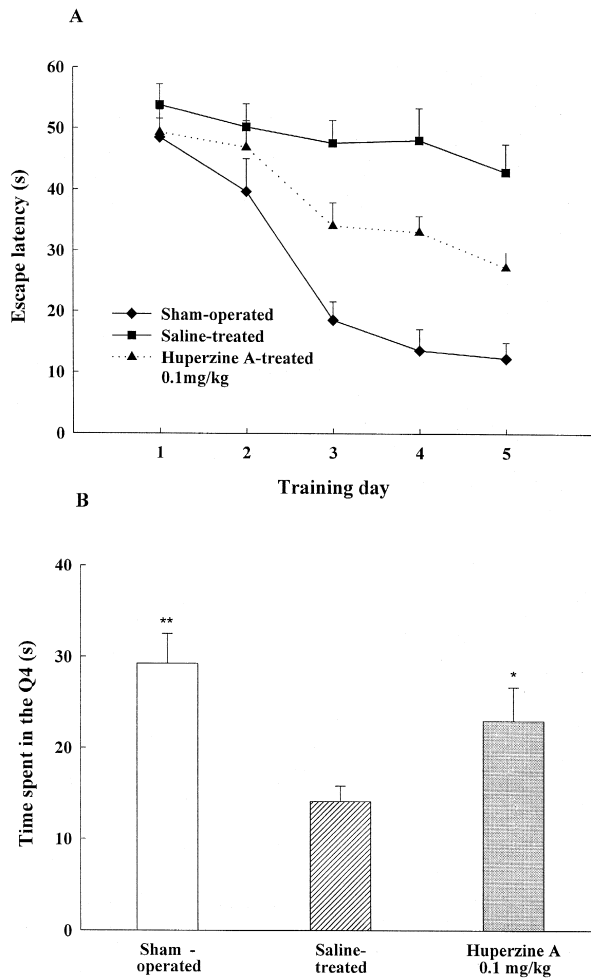 A
60
50
40
30
20
10
0
Escape latency (s)
Sham-operated
Saline-treated
Huperzine A-treated
0.1mg/kg
1 2 3 4 5
Training day
B
40
30
20
10
0
Time spent in the Q4 (s)
**
*
Sham - Saline- Huperzine A
operated treated 0.1 mg/kg